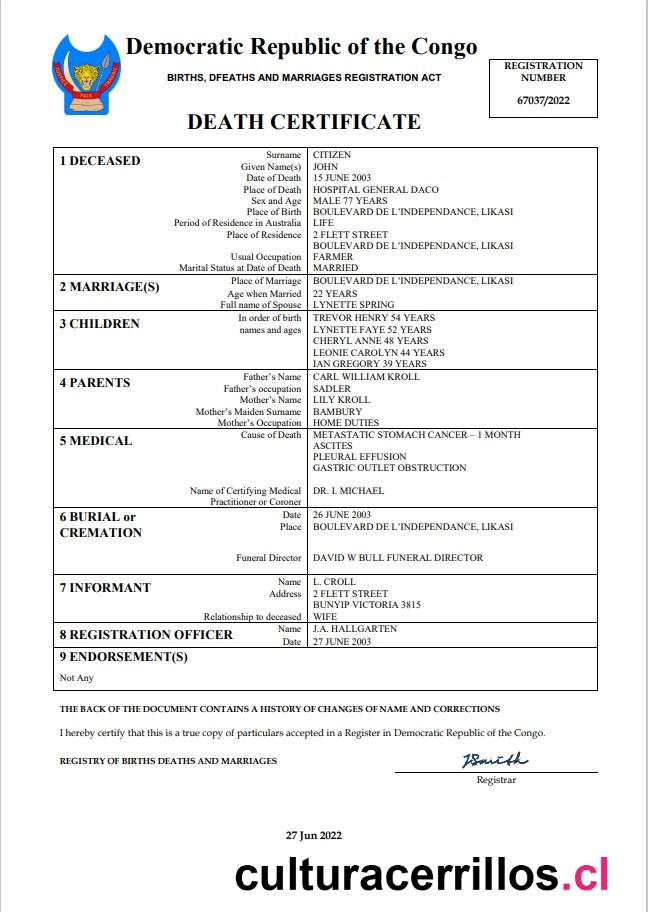 Democratic Republic of the Congo
BIRTHS, DFEATHS AND MARRIAGES REGISTRATION ACT
REGISTRATION
NUMBER
67037/2022
DEATH CERTIFICATE
1 DECEASED
Surname CITIZEN
Given Name(s) JOHN
Date of Death 15 JUNE 2003
Place of Death HOSPITAL GENERAL DACO
Sex and Age MALE 77 YEARS
Place of Birth BOULEVARD DE L'INDEPENDANCE, LIKASI
Period of Residence in Australia LIFE
Place of Residence 2 FLETT STREET
BOULEVARD DE L'INDEPENDANCE, LIKASI
Usual Occupation FARMER
Marital Status at Date of Death MARRIED
2 MARRIAGE(S)
Place of Marriage BOULEVARD DE L'INDEPENDANCE, LIKASI
Age when Married 22 YEARS
Full name of Spouse LYNETTE SPRING
3 CHILDREN
In order of birth TREVOR HENRY 54 YEARS
names and ages LYNETTE FAYE 52 YEARS
CHERYL ANNE 48 YEARS
LEONIE CAROLYN 44 YEARS
IAN GREGORY 39 YEARS
4 PARENTS
Father's Name CARL WILLIAM KROLL
Father's occupation SADLER
Mother's Name LILY KROLL
Mother's Maiden Surname BAMBURY
Mother's Occupation HOME DUTIES
5 MEDICAL
Cause of Death METASTATIC STOMACH CANCER – 1 MONTH
ASCITES
PLEURAL EFFUSION
GASTRIC OUTLET OBSTRUCTION
Name of Certifying Medical DR. I. MICHAEL
Practitioner or Coroner
6 BURIAL or
CREMATION
Date 26 JUNE 2003
Place BOULEVARD DE L'INDEPENDANCE, LIKASI
Funeral Director DAVID W BULL FUNERAL DIRECTOR
7 INFORMANT
Name L. CROLL
Address 2 FLETT STREET
BUNYIP VICTORIA 3815
Relationship to deceased WIFE
8 REGISTRATION OFFICER
Name J.A. HALLGARTEN
Date 27 JUNE 2003
9 ENDORSEMENT(S)
Not Any
THE BACK OF THE DOCUMENT CONTAINS A HISTORY OF CHANGES OF NAME AND CORRECTIONS
I hereby certify that this is a true copy of particulars accepted in a Register in Democratic Republic of the Congo.
REGISTRY OF BIRTHS DEATHS AND MARRIAGES
JSmith
Registrar
27 Jun 2022
culturacerrillos.cl